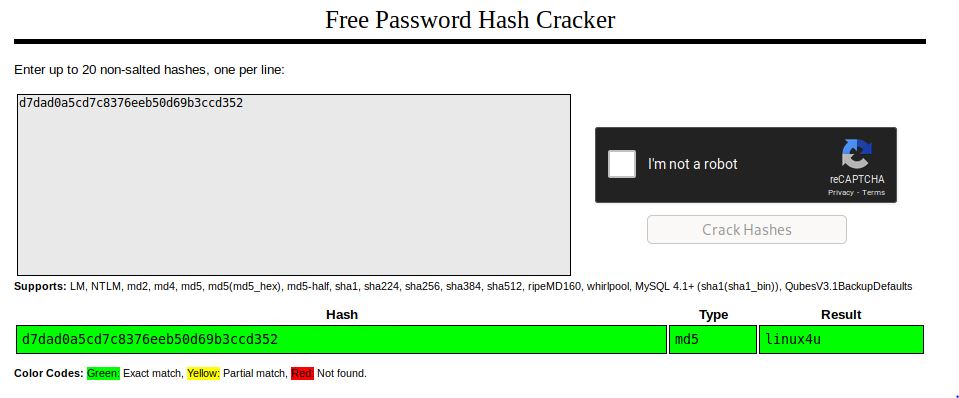 Free Password Hash Cracker
Enter up to 20 non-salted hashes, one per line:
d7dad0a5cd7c8376eeb50d69b3ccd352
I'm not a robot
reCAPTCHA
Privacy - Terms
Crack Hashes
Supports: LM, NTLM, md2, md4, md5, md5(md5_hex), md5-half, sha1, sha224, sha256, sha384, sha512, ripeMD160, whirlpool, MySQL 4.1+ (sha1(sha1_bin)), QubesV3.1BackupDefaults
Hash Type Result
d7dad0a5cd7c8376eeb50d69b3ccd352 md5 linux4u
Color Codes: Green: Exact match, Yellow: Partial match, Red: Not found.